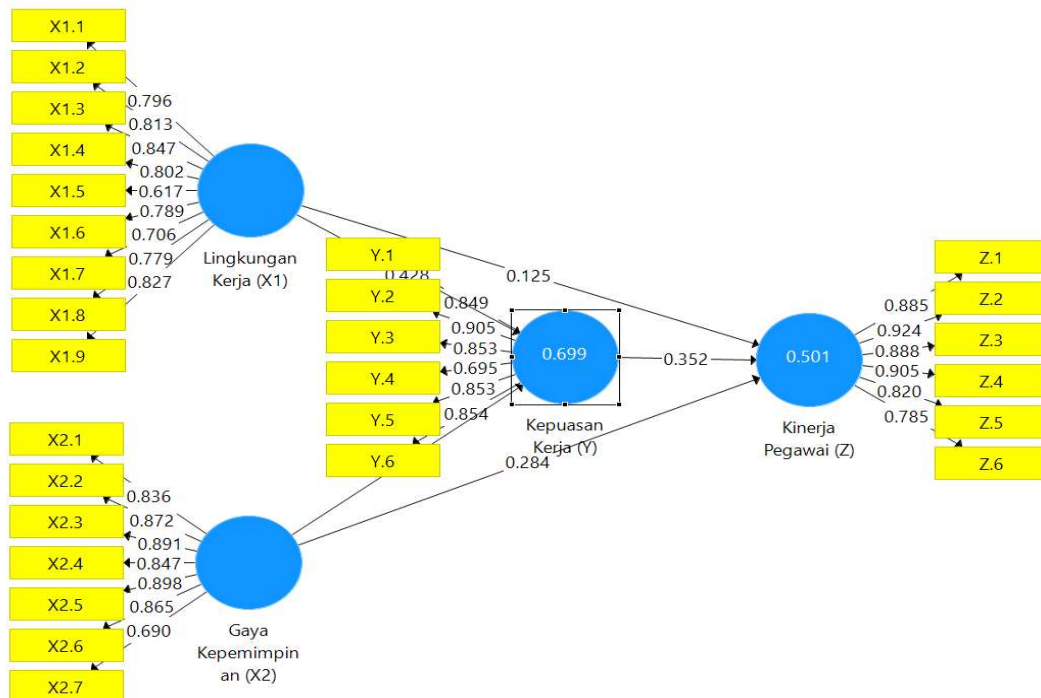 X1.1
X1.2
X1.3
X1.4
X1.5
X1.6
X1.7
X1.8
X1.9
0.796
0.813
0.847
0.802
0.617
0.789
0.706
0.779
0.827
Lingkungan
Kerja (X1)
X2.1
X2.2
X2.3
X2.4
X2.5
X2.6
X2.7
0.836
0.872
0.891
0.847
0.898
0.865
0.690
Gaya
Kepemimpin
an (X2)
Y.1
Y.2
Y.3
Y.4
Y.5
Y.6
0.428
0.849
0.905
0.853
0.695
0.853
0.854
0.699
Kepuasan
Kerja (Y)
0.125
0.352
0.284
0.501
Kinerja
Pegawai (Z)
0.885
0.924
0.888
0.905
0.820
0.785
Z.1
Z.2
Z.3
Z.4
Z.5
Z.6